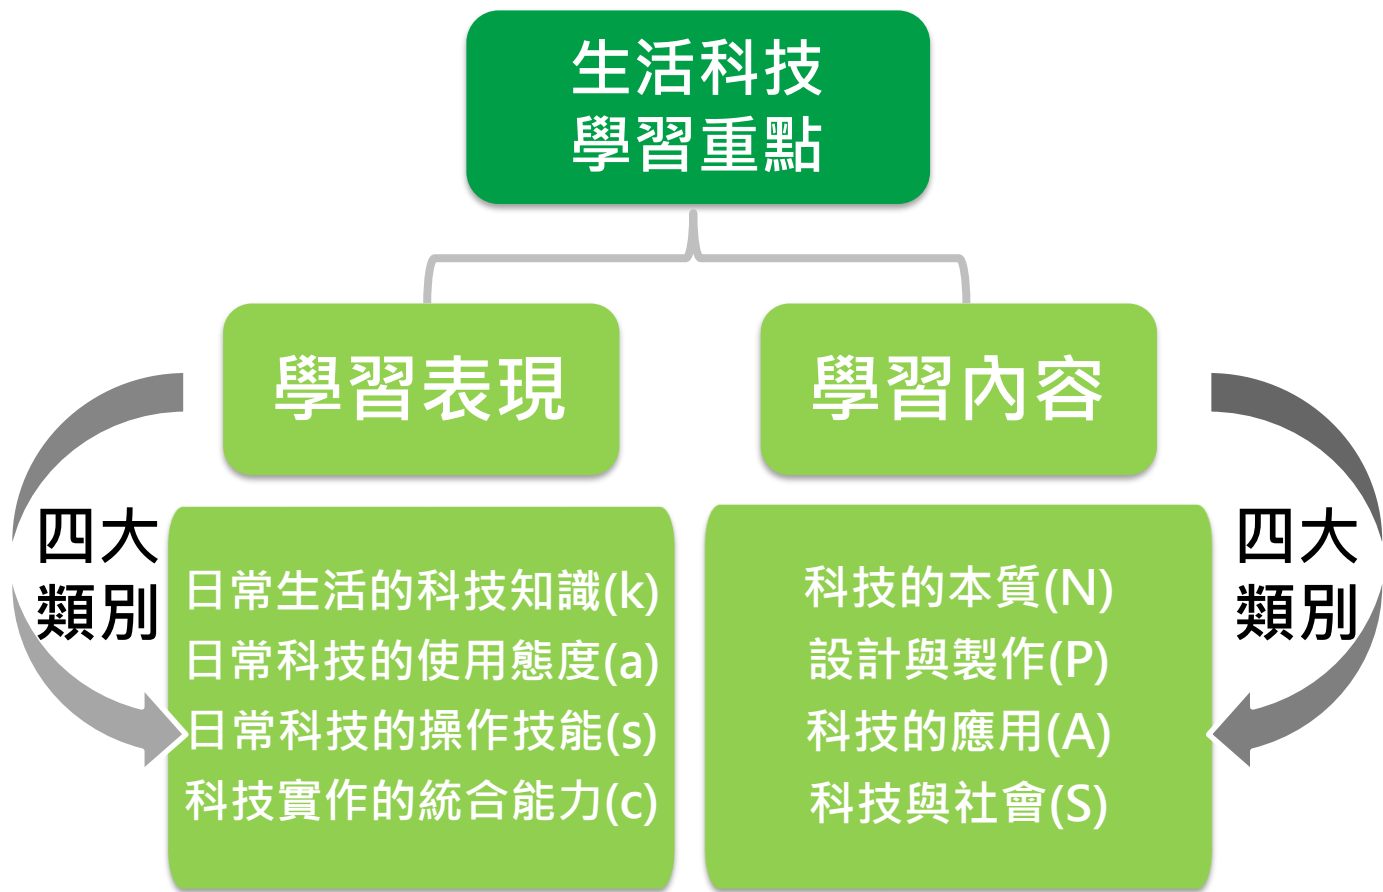 生活科技
學習重點
學習表現
學習內容
四大
類別
日常生活的科技知識(k)
日常科技的使用態度(a)
日常科技的操作技能(s)
科技實作的統合能力(c)
科技的本質(N)
設計與製作(P)
科技的應用(A)
科技與社會(S)
四大
類別